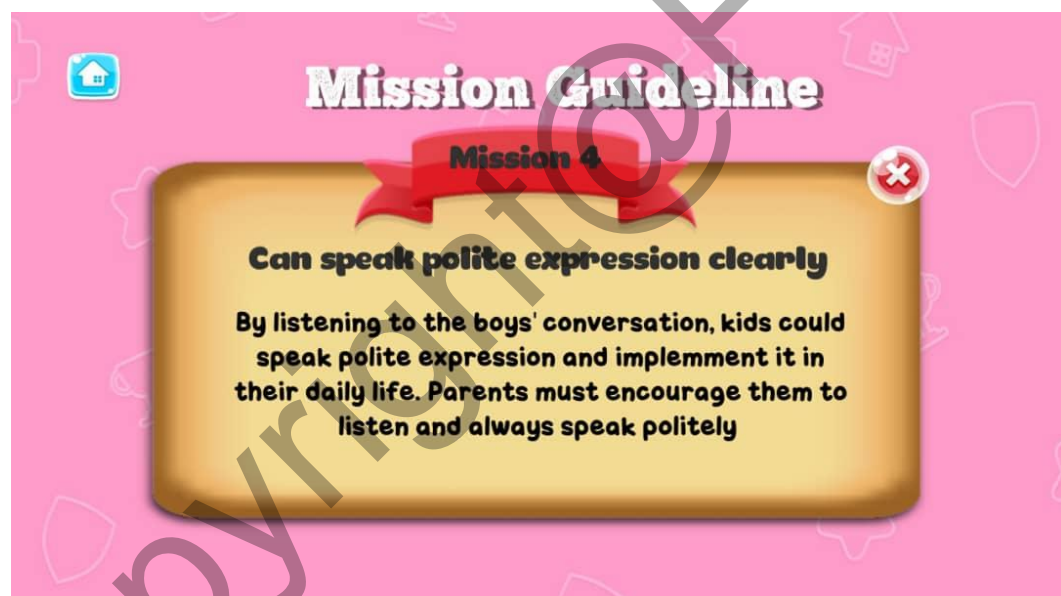 Mission Guideline
Mission 4
Can speak polite expression clearly
By listening to the boys' conversation, kids could
speak polite expression and implemment it in
their daily life. Parents must encourage them to
listen and always speak politely
pyright@